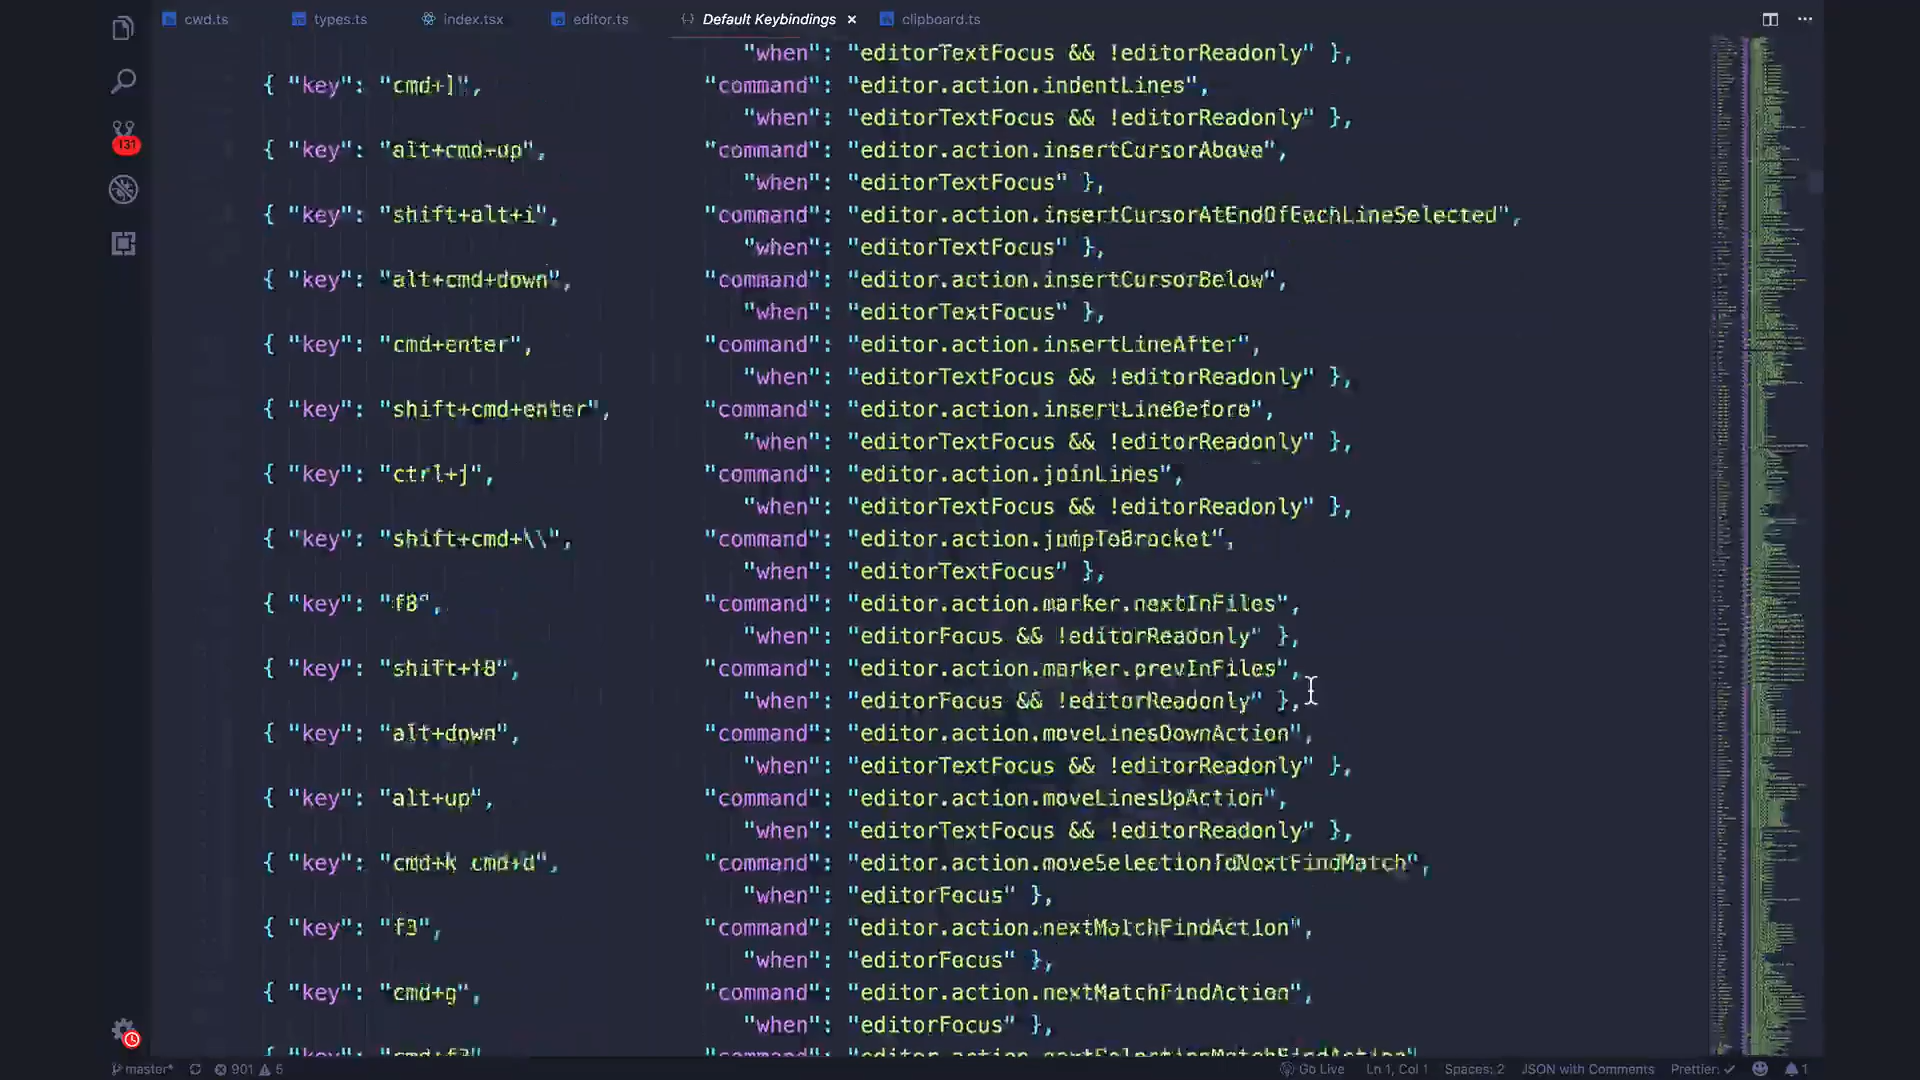 cwd.ts types.ts index.tsx editor.ts {} Default Keybindings × clipboard.ts ···
"when": "editorTextFocus && !editorReadonly" },
{ "key": "cmd+]", "command": "editor.action.indentLines",
"when": "editorTextFocus && !editorReadonly" },
{ "key": "alt+cmd+up", "command": "editor.action.insertCursorAbove",
"when": "editorTextFocus" },
{ "key": "shift+alt+i", "command": "editor.action.insertCursorAtEndOfEachLineSelected",
"when": "editorTextFocus" },
{ "key": "alt+cmd+down", "command": "editor.action.insertCursorBelow",
"when": "editorTextFocus" },
{ "key": "cmd+enter", "command": "editor.action.insertLineAfter",
"when": "editorTextFocus && !editorReadonly" },
{ "key": "shift+cmd+enter", "command": "editor.action.insertLineBefore",
"when": "editorTextFocus && !editorReadonly" },
{ "key": "ctrl+j", "command": "editor.action.joinLines",
"when": "editorTextFocus && !editorReadonly" },
{ "key": "shift+cmd+\\", "command": "editor.action.jumpToBracket",
"when": "editorTextFocus" },
131
{ "key": "f8", "command": "editor.action.marker.nextInFiles",
"when": "editorFocus && !editorReadonly" },
{ "key": "shift+f8", "command": "editor.action.marker.prevInFiles",
"when": "editorFocus && !editorReadonly" },
{ "key": "alt+down", "command": "editor.action.moveLinesDownAction",
"when": "editorTextFocus && !editorReadonly" },
{ "key": "alt+up", "command": "editor.action.moveLinesUpAction",
"when": "editorTextFocus && !editorReadonly" },
{ "key": "cmd+k cmd+d", "command": "editor.action.moveSelectionToNextFindMatch",
"when": "editorFocus" },
{ "key": "f3", "command": "editor.action.nextMatchFindAction",
"when": "editorFocus" },
{ "key": "cmd+g", "command": "editor.action.nextMatchFindAction",
"when": "editorFocus" },
master* 901 5 Go Live Ln 1, Col 1 Spaces: 2 JSON with Comments Prettier: ✓ 1